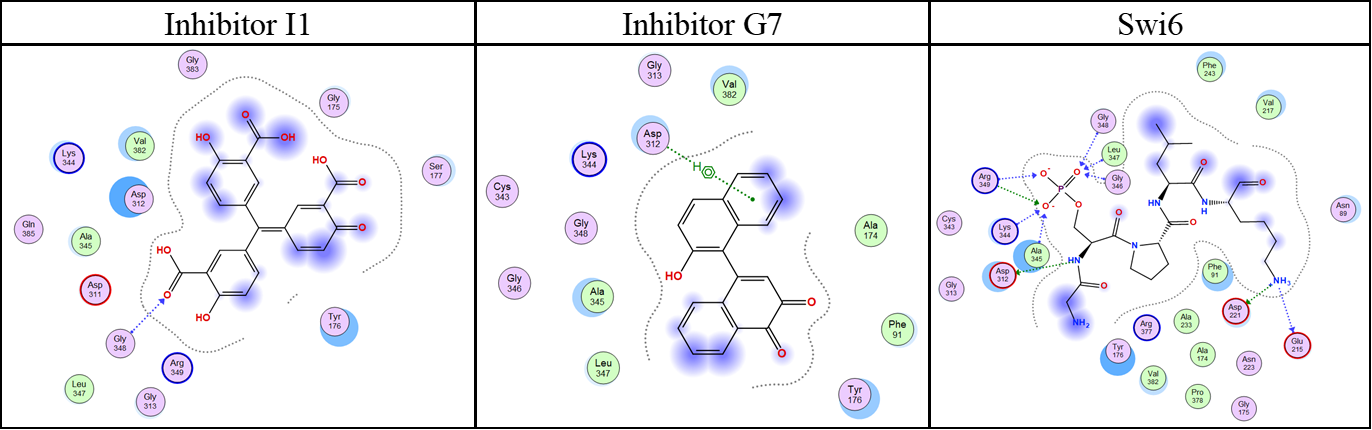 Inhibitor I1
Inhibitor G7
Swi6
Gly
383
Gly
175
Lys
344
Val
382
Asp
312
Ser
177
Gln
385
Ala
345
Asp
311
Gly
348
Tyr
176
Arg
349
Leu
347
Gly
313
HO
O
OH
HO
O
O
HO
O
HO
Gly
313
Val
382
Asp
312
H
Lys
344
Cys
343
Gly
348
Gly
346
Ala
345
Leu
347
Ala
174
Phe
91
Tyr
176
HO
O
O
Phe
243
Val
217
Gly
348
Leu
347
Gly
346
Arg
349
Cys
343
Lys
344
Ala
345
Asp
312
Gly
313
Asn
89
Phe
91
Asp
221
Glu
215
Arg
377
Ala
233
Tyr
176
Ala
174
Asn
223
Val
382
Pro
378
Gly
175
O
-
P
O
O
-
O
HN
O
NH₂
O
N
O
HN
O
N
H
O
NH₃